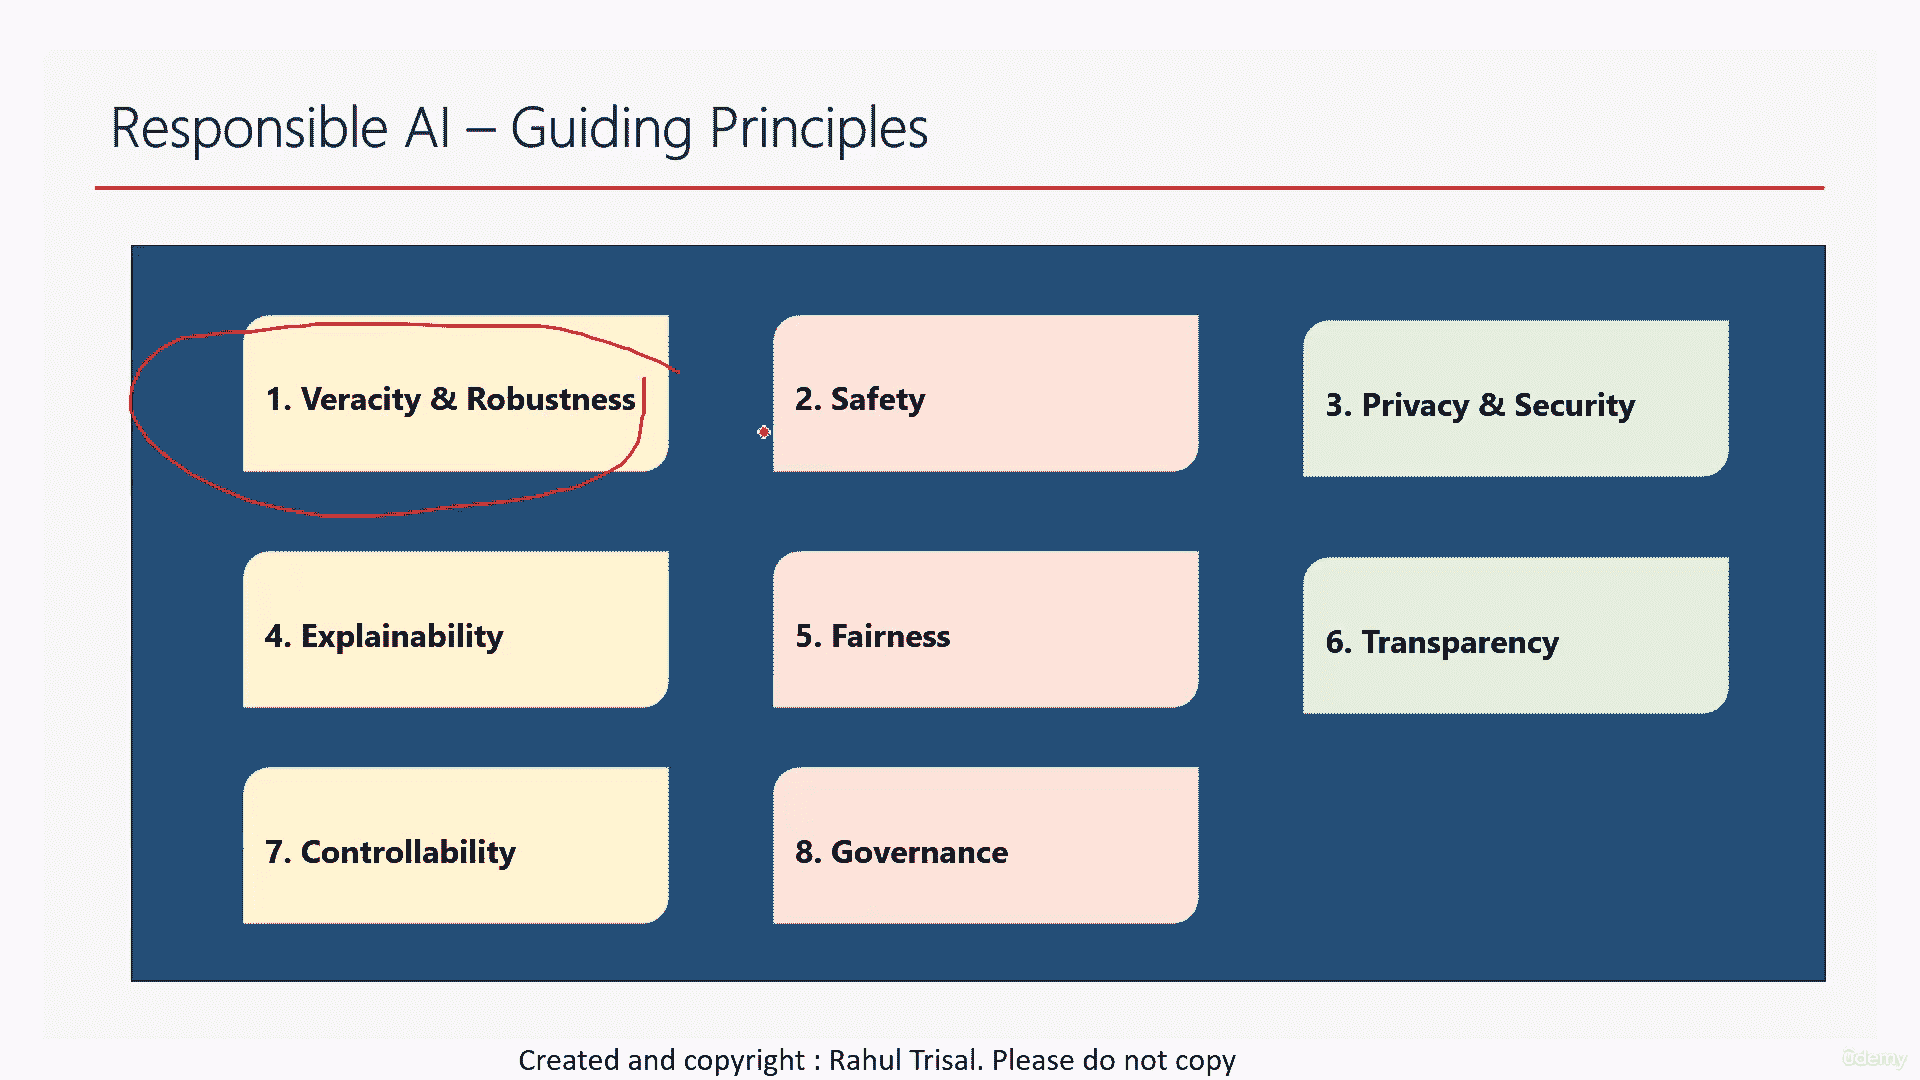 Responsible AI – Guiding Principles
1. Veracity & Robustness
2. Safety
3. Privacy & Security
4. Explainability
5. Fairness
6. Transparency
7. Controllability
8. Governance
Created and copyright : Rahul Trisal. Please do not copy
ûdemy